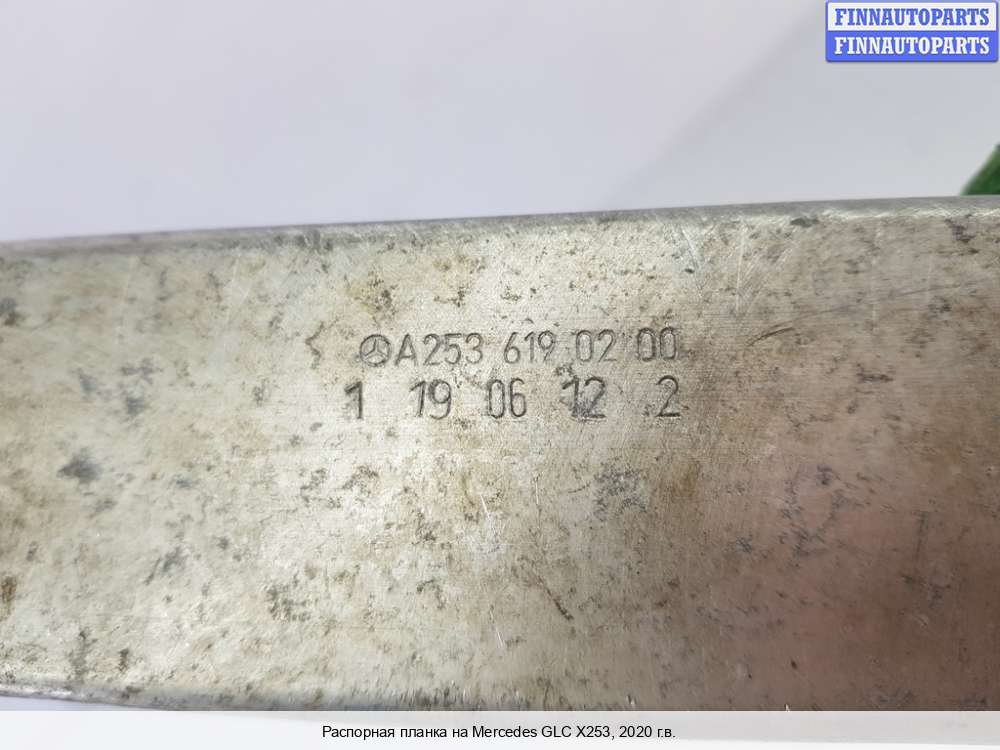 FINNAUTOPARTS
FINNAUTOPARTS
A253 619 02 00
1 19 06 12 2
Распорная планка на Mercedes GLC X253, 2020 г.в.